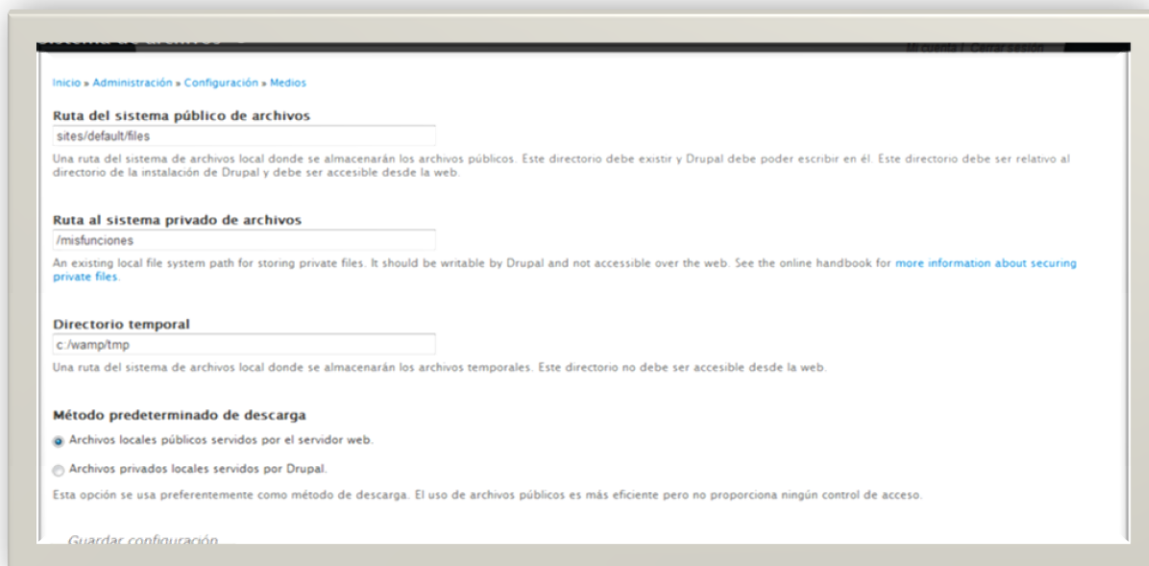 Sistema de archivos
Mi cuenta | Cerrar sesión
Inicio » Administración » Configuración » Medios
Ruta del sistema público de archivos
sites/default/files
Una ruta del sistema de archivos local donde se almacenarán los archivos públicos. Este directorio debe existir y Drupal debe poder escribir en él. Este directorio debe ser relativo al
directorio de la instalación de Drupal y debe ser accesible desde la web.
Ruta al sistema privado de archivos
/misfunciones
An existing local file system path for storing private files. It should be writable by Drupal and not accessible over the web. See the online handbook for more information about securing
private files.
Directorio temporal
c:/wamp/tmp
Una ruta del sistema de archivos local donde se almacenarán los archivos temporales. Este directorio no debe ser accesible desde la web.
Método predeterminado de descarga
Archivos locales públicos servidos por el servidor web.
Archivos privados locales servidos por Drupal.
Esta opción se usa preferentemente como método de descarga. El uso de archivos públicos es más eficiente pero no proporciona ningún control de acceso.
Guardar configuración